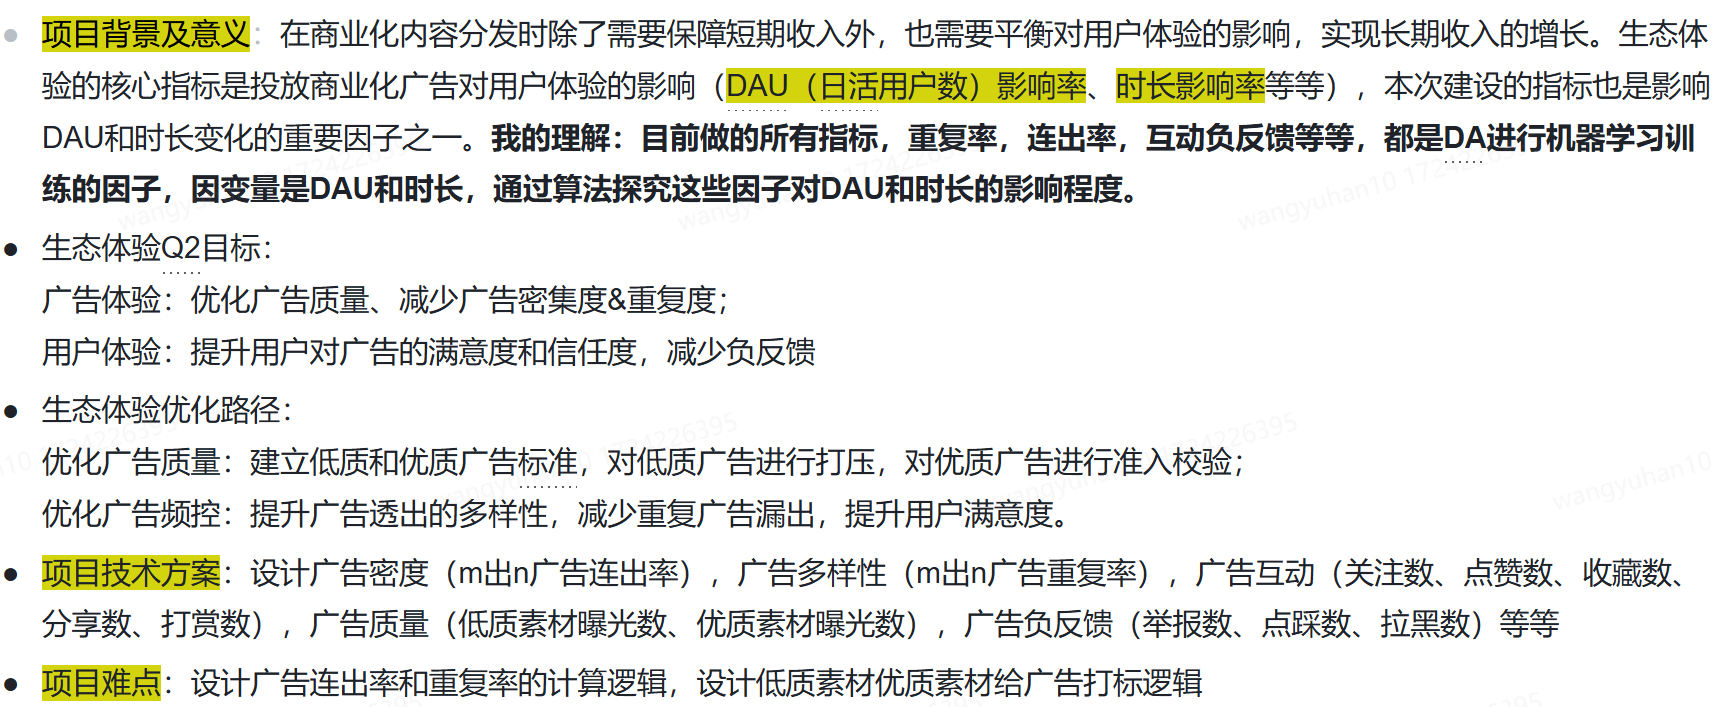 项目背景及意义：在商业化内容分发时除了需要保障短期收入外，也需要平衡对用户体验的影响，实现长期收入的增长。生态体
验的核心指标是投放商业化广告对用户体验的影响（DAU（日活用户数）影响率、时长影响率等等），本次建设的指标也是影响
DAU和时长变化的重要因子之一。我的理解：目前做的所有指标，重复率，连出率，互动负反馈等等，都是DA进行机器学习训
练的因子，因变量是DAU和时长，通过算法探究这些因子对DAU和时长的影响程度。
生态体验Q2目标：
广告体验：优化广告质量、减少广告密集度&重复度；
用户体验：提升用户对广告的满意度和信任度，减少负反馈
生态体验优化路径：
优化广告质量：建立低质和优质广告标准，对低质广告进行打压，对优质广告进行准入校验；
优化广告频控：提升广告透出的多样性，减少重复广告漏出，提升用户满意度。
项目技术方案：设计广告密度（m出n广告连出率），广告多样性（m出n广告重复率），广告互动（关注数、点赞数、收藏数、
分享数、打赏数），广告质量（低质素材曝光数、优质素材曝光数），广告负反馈（举报数、点踩数、拉黑数）等等
项目难点：设计广告连出率和重复率的计算逻辑，设计低质素材优质素材给广告打标逻辑
wangyuhan10 1724226395